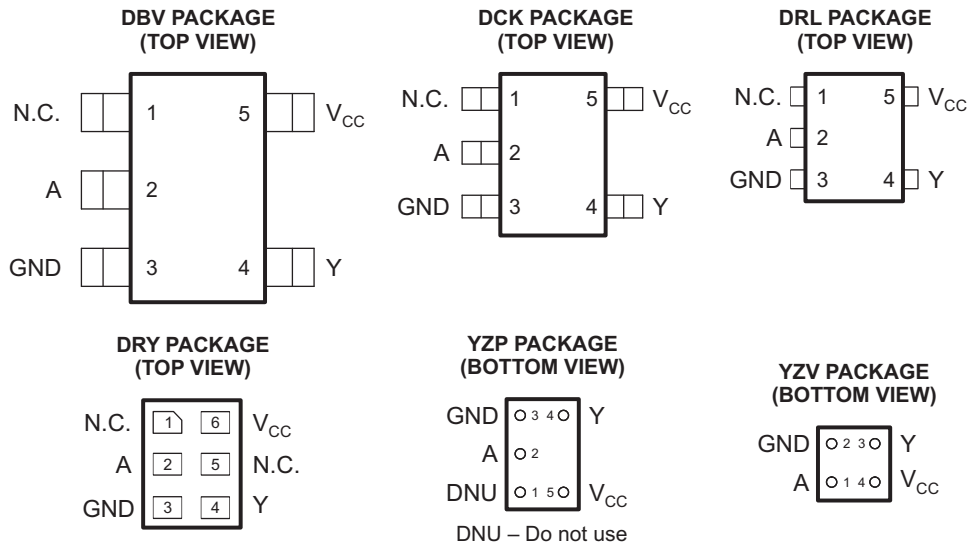 DBV PACKAGE
(TOP VIEW)
N.C. 1 5 VCC
A 2
GND 3 4 Y
DCK PACKAGE
(TOP VIEW)
N.C. 1 5 VCC
A 2
GND 3 4 Y
DRL PACKAGE
(TOP VIEW)
N.C. 1 5 VCC
A 2
GND 3 4 Y
DRY PACKAGE
(TOP VIEW)
N.C. 1 6 VCC
A 2 5 N.C.
GND 3 4 Y
YZP PACKAGE
(BOTTOM VIEW)
GND 3 4 Y
A 2
DNU 1 5 VCC
DNU – Do not use
YZV PACKAGE
(BOTTOM VIEW)
GND 2 3 Y
A 1 4 VCC